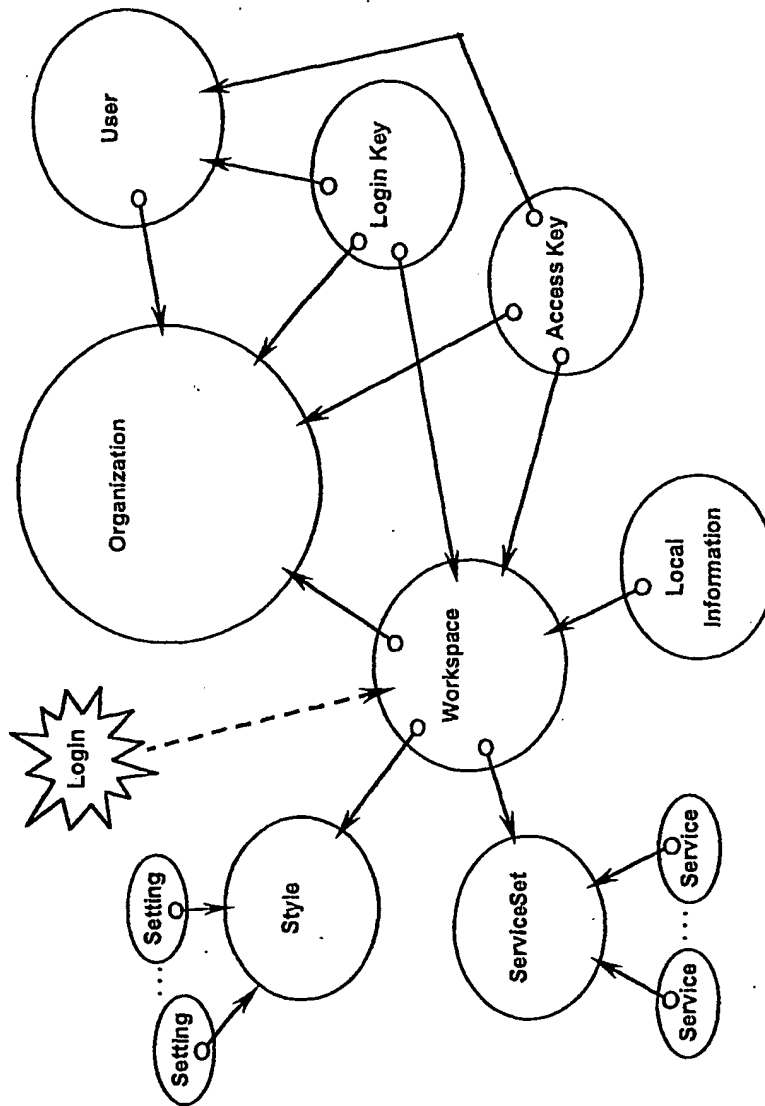 Login
Organization
User
Login Key
Access Key
Setting
....
Setting
Style
Workspace
ServiceSet
Local
Information
Service
....
Service